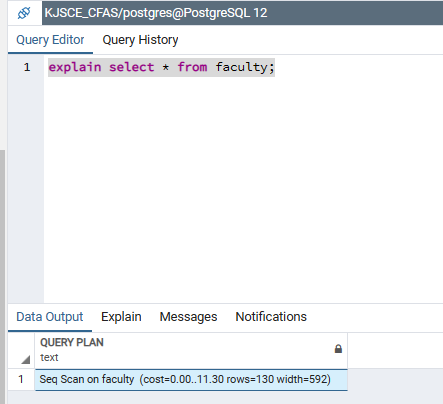 KJSCE_CFAS/postgres@PostgreSQL 12
Query Editor Query History
1 explain select * from faculty;
Data Output Explain Messages Notifications
QUERY PLAN
text
1 Seq Scan on faculty (cost=0.00..11.30 rows=130 width=592)